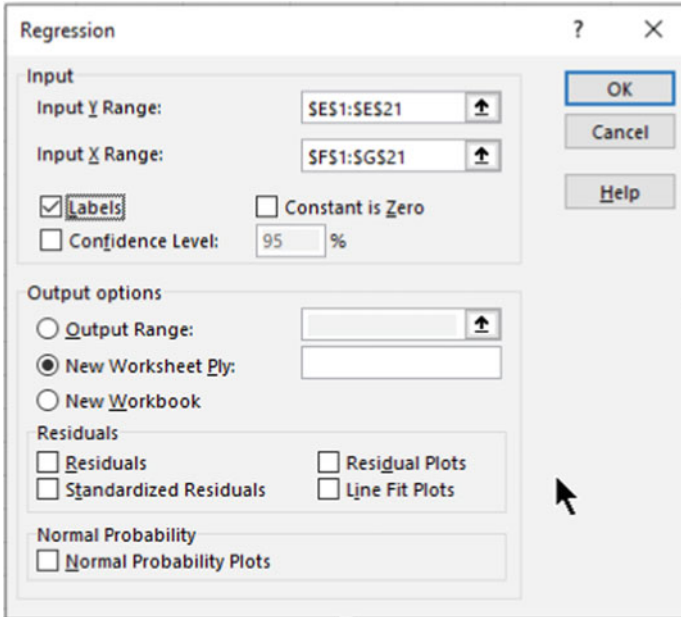 Regression ? ×
Input
Input Y Range: $E$1:$E$21
OK
Cancel
Input X Range: $F$1:$G$21
Help
Labels Constant is Zero
Confidence Level: 95 %
Output options
Output Range:
New Worksheet Ply:
New Workbook
Residuals
Residuals Residual Plots
Standardized Residuals Line Fit Plots
Normal Probability
Normal Probability Plots